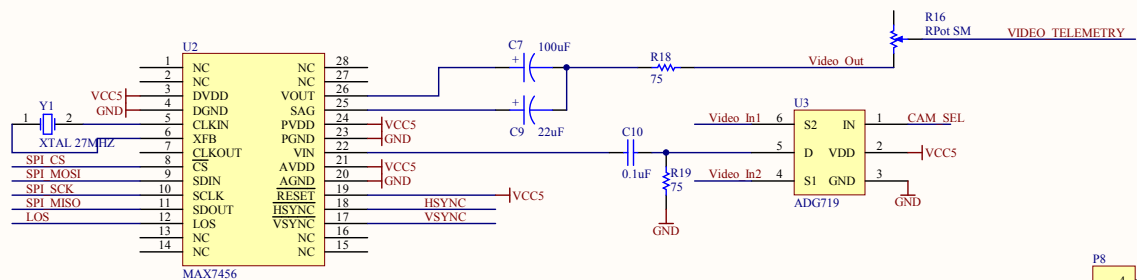 R16
RPot SM
VIDEO_TELEMETRY
U2
C7
100uF
R18
75
Video_Out
1
NC
NC
28
2
NC
NC
27
VCC5
3
DVDD
VOUT
26
GND
4
DGND
SAG
25
C9
22uF
Y1
1
2
XTAL 27MHZ
5
CLKIN
PVDD
24
VCC5
6
XFB
PGND
23
GND
7
CLKOUT
VIN
22
SPI_CS
8
CS
AVDD
21
VCC5
SPI_MOSI
9
SDIN
AGND
20
GND
SPI_SCK
10
SCLK
RESET
19
VCC5
SPI_MISO
11
SDOUT
HSYNC
18
HSYNC
LOS
12
LOS
VSYNC
17
VSYNC
13
NC
NC
16
14
NC
NC
15
MAX7456
C10
0.1uF
R19
75
GND
U3
Video_In1
6
S2
IN
1
CAM_SEL
5
D
VDD
2
VCC5
Video_In2
4
S1
GND
3
GND
ADG719
P8